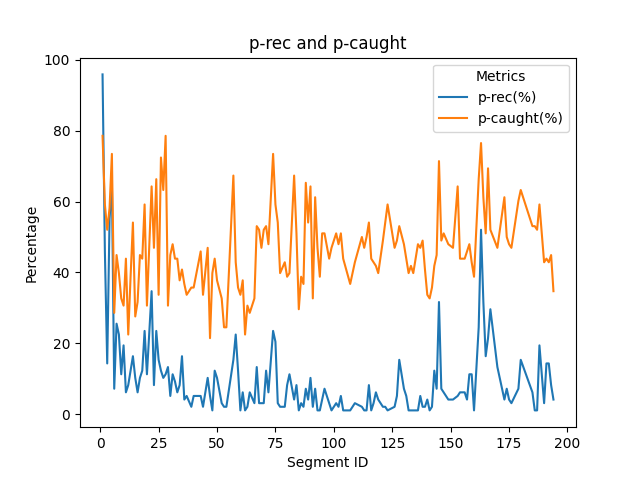 p-rec and p-caught
Metrics
p-rec(%)
p-caught(%)
Percentage
100
80
60
40
20
0
0 25 50 75 100 125 150 175 200
Segment ID